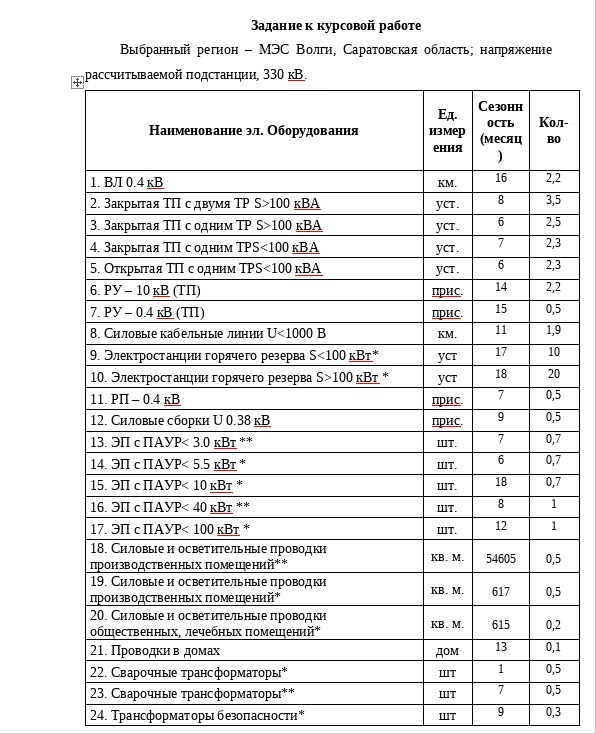 Задание к курсовой работе
Выбранный регион – МЭС Волги, Саратовская область; напряжение
рассчитываемой подстанции, 330 кВ.
Наименование эл. Оборудования Ед. измер ения Сезонн ость (месяц ) Кол- во
1. ВЛ 0.4 кВ км. 16 2,2
2. Закрытая ТП с двумя ТР S>100 кВА уст. 8 3,5
3. Закрытая ТП с одним ТР S>100 кВА уст. 6 2,5
4. Закрытая ТП с одним ТРS<100 кВА уст. 7 2,3
5. Открытая ТП с одним ТРS<100 кВА уст. 6 2,3
6. РУ – 10 кВ (ТП) прис. 14 2,2
7. РУ – 0.4 кВ (ТП) прис. 15 0,5
8. Силовые кабельные линии U<1000 В км. 11 1,9
9. Электростанции горячего резерва S<100 кВт* уст 17 10
10. Электростанции горячего резерва S>100 кВт * уст 18 20
11. РП – 0.4 кВ прис. 7 0,5
12. Силовые сборки U 0.38 кВ прис. 9 0,5
13. ЭП с ПАУР< 3.0 кВт ** шт. 7 0,7
14. ЭП с ПАУР< 5.5 кВт * шт. 6 0,7
15. ЭП с ПАУР< 10 кВт * шт. 18 0,7
16. ЭП с ПАУР< 40 кВт ** шт. 8 1
17. ЭП с ПАУР< 100 кВт * шт. 12 1
18. Силовые и осветительные проводки
производственных помещений** кв. м. 54605 0,5
19. Силовые и осветительные проводки
производственных помещений* кв. м. 617 0,5
20. Силовые и осветительные проводки
общественных, лечебных помещений* кв. м. 615 0,2
21. Проводки в домах дом 13 0,1
22. Сварочные трансформаторы* шт 1 0,5
23. Сварочные трансформаторы** шт 7 0,5
24. Трансформаторы безопасности* шт 9 0,3